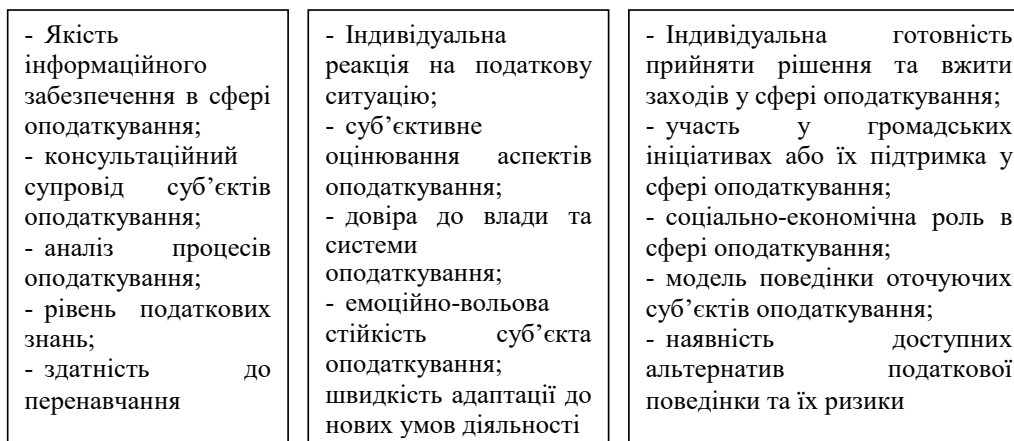 - Якість
інформаційного
забезпечення в сфері
оподаткування;
- консультаційний
супровід суб’єктів
оподаткування;
- аналіз процесів
оподаткування;
- рівень податкових
знань;
- здатність до
перенавчання
- Індивідуальна
реакція на податкову
ситуацію;
- суб’єктивне
оцінювання аспектів
оподаткування;
- довіра до влади та
системи
оподаткування;
- емоційно-вольова
стійкість суб’єкта
оподаткування;
швидкість адаптації до
нових умов діяльності
- Індивідуальна готовність
прийняти рішення та вжити
заходів у сфері оподаткування;
- участь у громадських
ініціативах або їх підтримка у
сфері оподаткування;
- соціально-економічна роль в
сфері оподаткування;
- модель поведінки оточуючих
суб’єктів оподаткування;
- наявність доступних
альтернатив податкової
поведінки та їх ризики